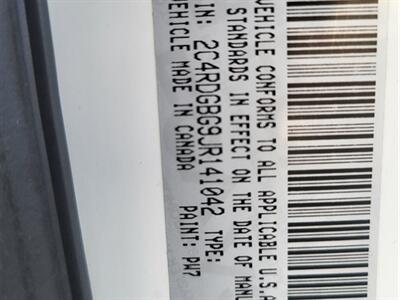 VEHICLE CONFORMS TO ALL APPLICABLE U.S.A
STANDARDS IN EFFECT ON THE DATE OF MANU
VIN: 2C4RDGBG9JR141042 TYPE:
VEHICLE MADE IN CANADA PAINT: PW7